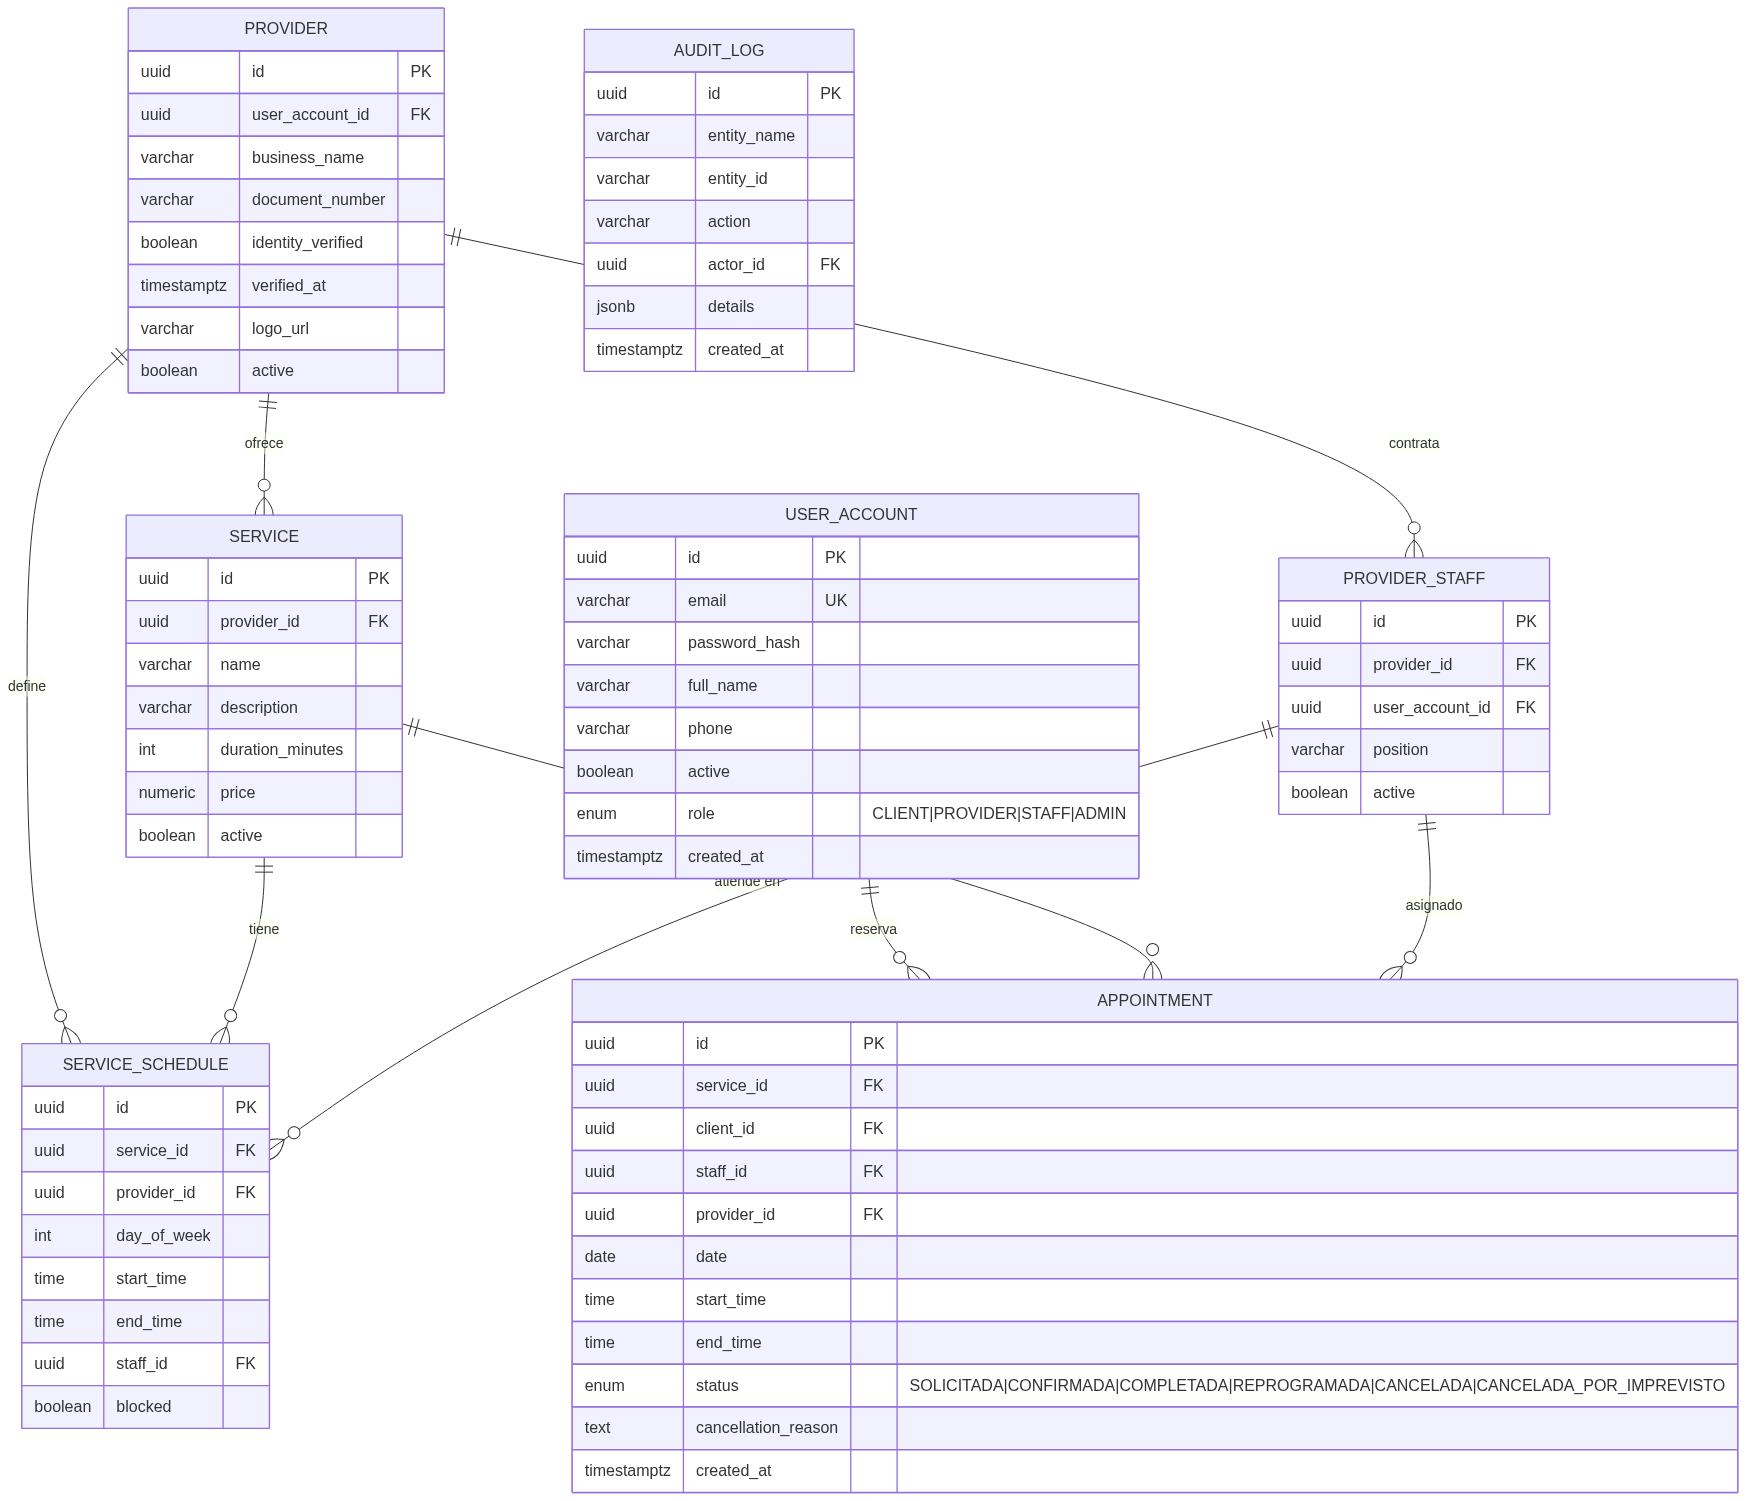 PROVIDER
uuid id PK
uuid user_account_id FK
varchar business_name
varchar document_number
boolean identity_verified
timestamptz verified_at
varchar logo_url
boolean active
AUDIT_LOG
uuid id PK
varchar entity_name
varchar entity_id
varchar action
uuid actor_id FK
jsonb details
timestamptz created_at
ofrece
contrata
define
SERVICE
uuid id PK
uuid provider_id FK
varchar name
varchar description
int duration_minutes
numeric price
boolean active
USER_ACCOUNT
uuid id PK
varchar email UK
varchar password_hash
varchar full_name
varchar phone
boolean active
enum role CLIENT|PROVIDER|STAFF|ADMIN
timestamptz created_at
PROVIDER_STAFF
uuid id PK
uuid provider_id FK
uuid user_account_id FK
varchar position
boolean active
tiene
atiende en
reserva
asignado
SERVICE_SCHEDULE
uuid id PK
uuid service_id FK
uuid provider_id FK
int day_of_week
time start_time
time end_time
uuid staff_id FK
boolean blocked
APPOINTMENT
uuid id PK
uuid service_id FK
uuid client_id FK
uuid staff_id FK
uuid provider_id FK
date date
time start_time
time end_time
enum status SOLICITADA|CONFIRMADA|COMPLETADA|REPROGRAMADA|CANCELADA|CANCELADA_POR_IMPREVISTO
text cancellation_reason
timestamptz created_at